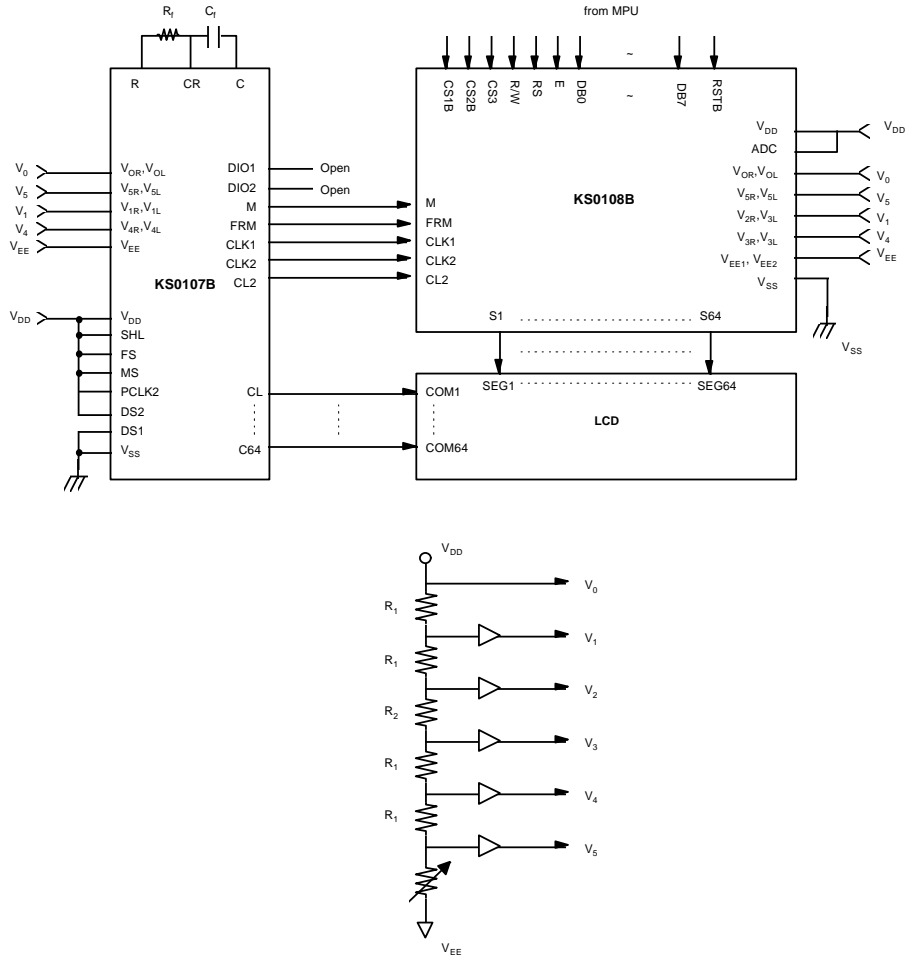 from MPU
Rf
Cf
R
CR
C
CS1B
CS2B
CS3
R/W
RS
E
DB0
~
~
DB7
RSTB
V0
V5
V1
V4
VEE
VOR,VOL
V5R,V5L
V1R,V1L
V4R,V4L
VEE
KS0107B
DIO1
DIO2
M
FRM
CLK1
CLK2
CL2
Open
Open
VDD
VDD
SHL
FS
MS
PCLK2
DS2
DS1
VSS
CL
C64
M
FRM
CLK1
CLK2
CL2
KS0108B
VDD
ADC
VOR,VOL
V5R,V5L
V2R,V3L
V3R,V3L
VEE1, VEE2
VSS
VDD
V0
V5
V1
V4
VEE
VSS
S1
S64
SEG1
SEG64
COM1
COM64
LCD
VDD
V0
R1
V1
R1
V2
R2
V3
R1
V4
R1
V5
VEE